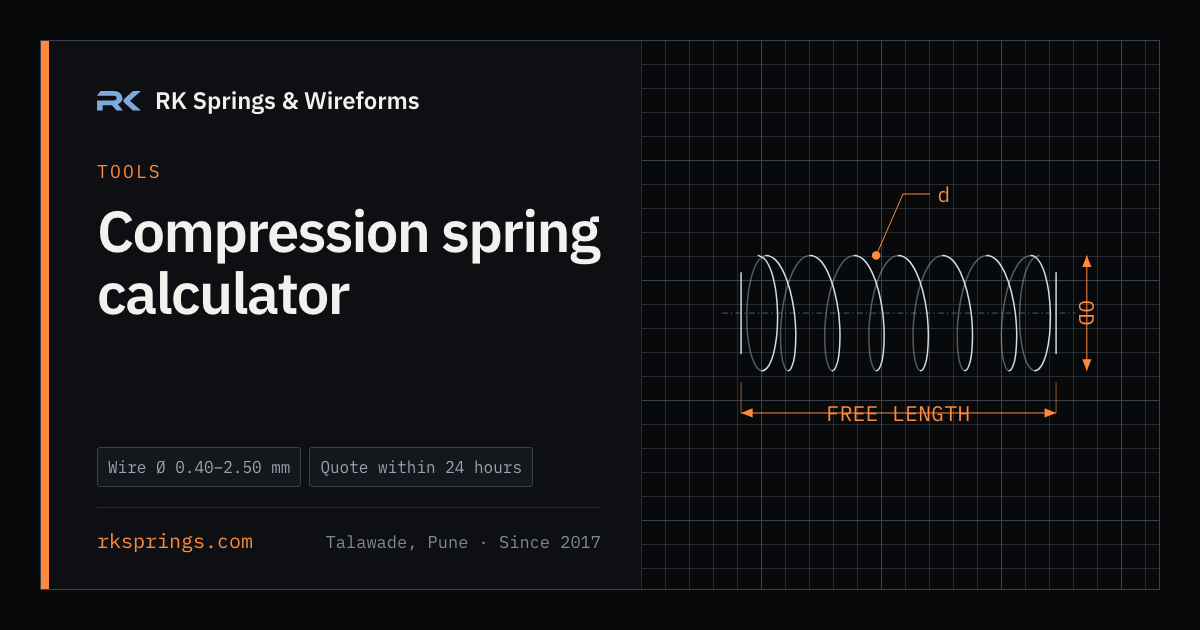 RK RK Springs & Wireforms
TOOLS
Compression spring
calculator
Wire Ø 0.40–2.50 mm
Quote within 24 hours
rksprings.com
Talawade, Pune · Since 2017
d
OD
FREE LENGTH